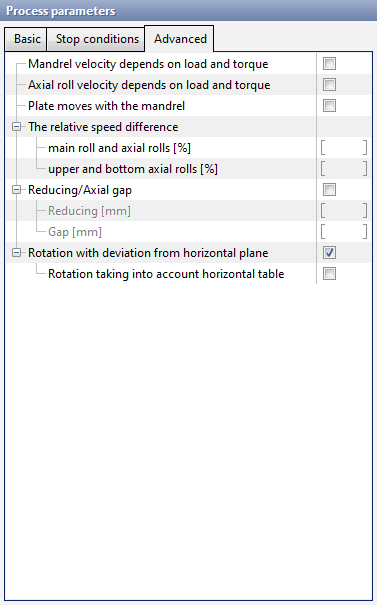 Process parameters
Basic Stop conditions Advanced
Mandrel velocity depends on load and torque
Axial roll velocity depends on load and torque
Plate moves with the mandrel
The relative speed difference
main roll and axial rolls [%] [ ]
upper and bottom axial rolls [%] [ ]
Reducing/Axial gap
Reducing [mm] [ ]
Gap [mm] [ ]
Rotation with deviation from horizontal plane
Rotation taking into account horizontal table